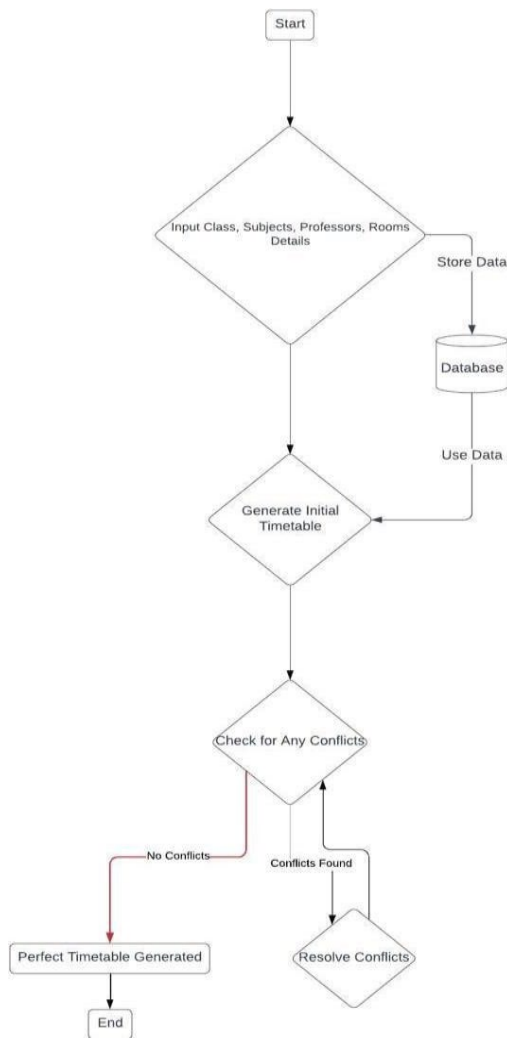 Start
Input Class, Subjects, Professors, Rooms
Details
Store Data
Database
Use Data
Generate Initial
Timetable
Check for Any Conflicts
No Conflicts
Conflicts Found
Perfect Timetable Generated
Resolve Conflicts
End